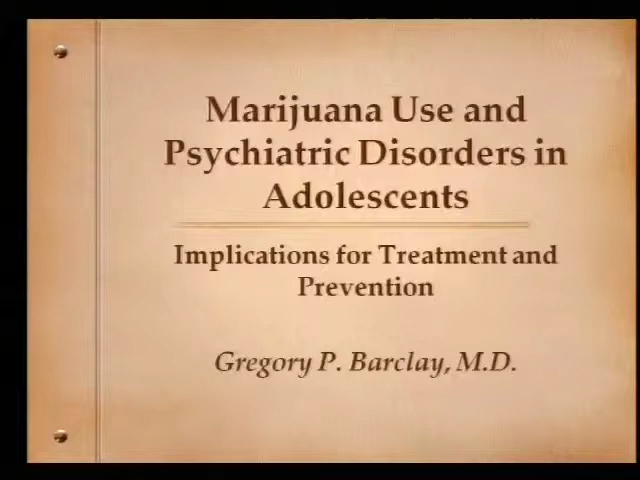 Marijuana Use and
Psychiatric Disorders in
Adolescents
Implications for Treatment and
Prevention
Gregory P. Barclay, M.D.